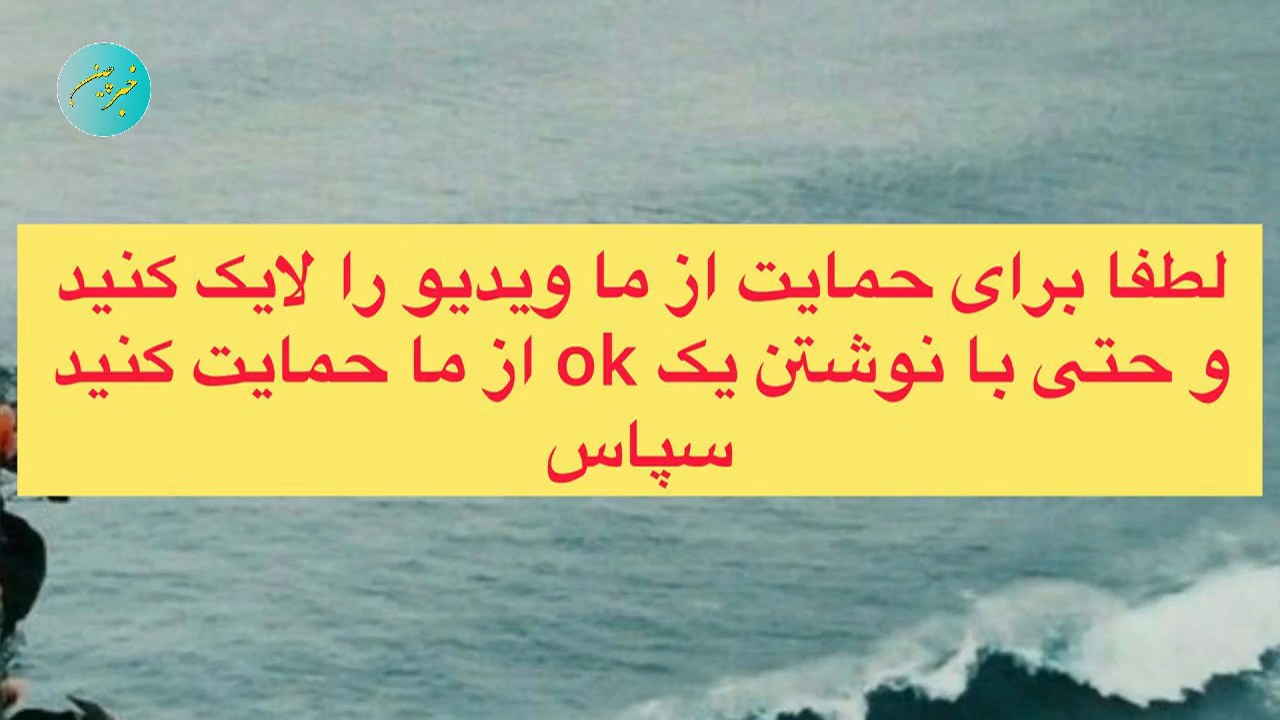 خبرچین
لطفا برای حمایت از ما ویدیو را لایک کنید
و حتی با نوشتن یک ok از ما حمایت کنید
سپاس